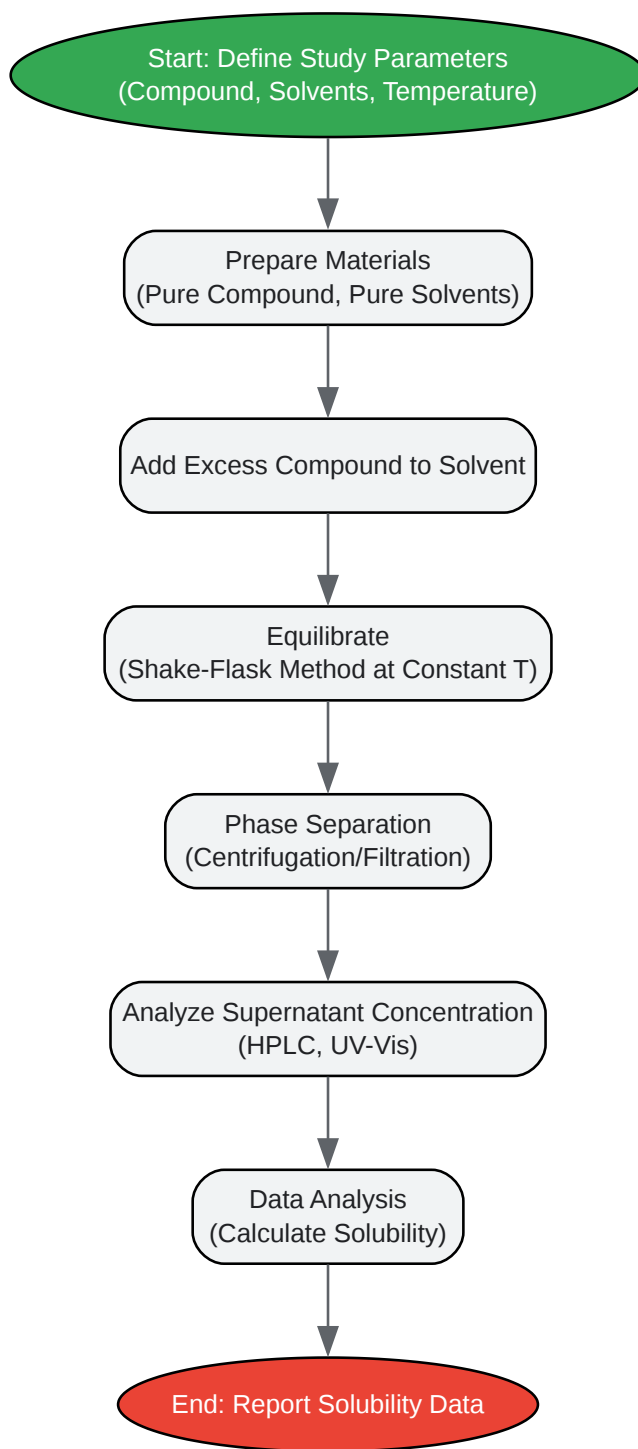 Start: Define Study Parameters
(Compound, Solvents, Temperature)
Prepare Materials
(Pure Compound, Pure Solvents)
Add Excess Compound to Solvent
Equilibrate
(Shake-Flask Method at Constant T)
Phase Separation
(Centrifugation/Filtration)
Analyze Supernatant Concentration
(HPLC, UV-Vis)
Data Analysis
(Calculate Solubility)
End: Report Solubility Data